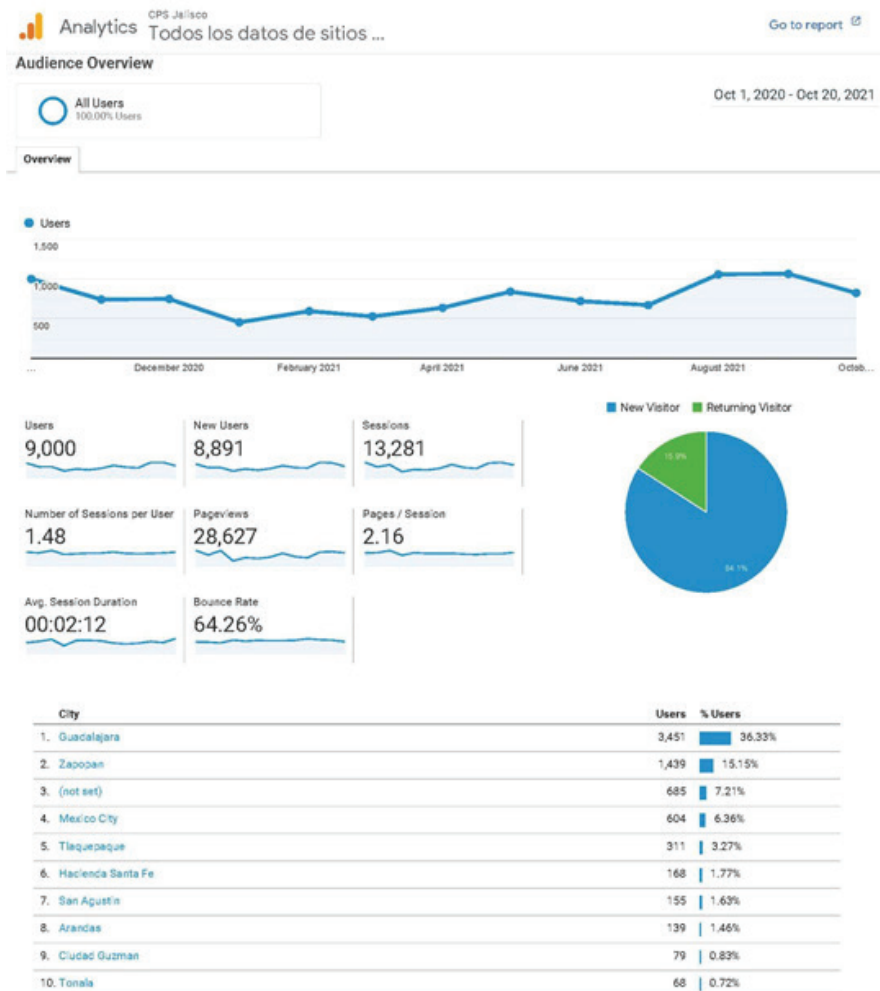 Analytics
CPS Jalisco
Todos los datos de sitios ...
Go to report
Audience Overview
All Users
100.00% Users
Oct 1, 2020 - Oct 20, 2021
Overview
Users
1,500
1,000
500
...
December 2020
February 2021
April 2021
June 2021
August 2021
Octob...
New Visitor
Returning Visitor
Users
9,000
New Users
8,891
Sessions
13,281
15.9%
84.1%
Number of Sessions per User
1.48
Pageviews
28,627
Pages / Session
2.16
Avg. Session Duration
00:02:12
Bounce Rate
64.26%
City Users % Users
1. Guadalajara 3,451 36.33%
2. Zapopan 1,439 15.15%
3. (not set) 685 7.21%
4. Mexico City 604 6.36%
5. Tlaquepaque 311 3.27%
6. Hacienda Santa Fe 168 1.77%
7. San Agustin 155 1.63%
8. Arandas 139 1.46%
9. Ciudad Guzman 79 0.83%
10. Tonala 68 0.72%